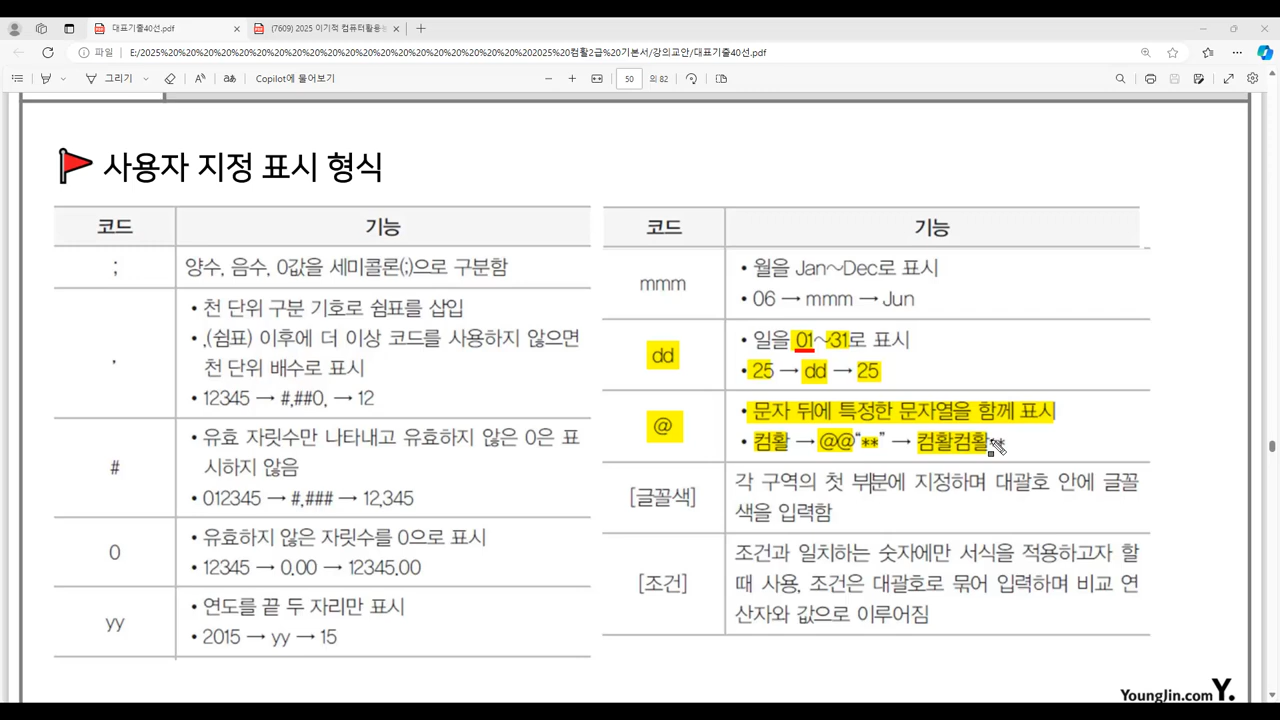 대표기출40선.pdf
(7609) 2025 이기적 컴퓨터활용능
파일
E:/2025%20%20%20%20%20%20%20%20%20%20%20%20%20%202025%20컴활2급%20기본서/강의교안/대표기출40선.pdf
그리기
Copilot에 물어보기
50
의 82
사용자 지정 표시 형식
코드
기능
;
양수, 음수, 0값을 세미콜론(;)으로 구분함
,
• 천 단위 구분 기호로 쉼표를 삽입
• ,(쉼표) 이후에 더 이상 코드를 사용하지 않으면
천 단위 배수로 표시
• 12345 → #,##0, → 12
#
• 유효 자릿수만 나타내고 유효하지 않은 0은 표
시하지 않음
• 012345 → #,### → 12,345
0
• 유효하지 않은 자릿수를 0으로 표시
• 12345 → 0.00 → 12345.00
yy
• 연도를 끝 두 자리만 표시
• 2015 → yy → 15
코드
기능
mmm
• 월을 Jan~Dec로 표시
• 06 → mmm → Jun
dd
• 일을 01~31로 표시
• 25 → dd → 25
@
• 문자 뒤에 특정한 문자열을 함께 표시
• 컴활 → @@"**" → 컴활컴활**
[글꼴색]
각 구역의 첫 부분에 지정하며 대괄호 안에 글꼴
색을 입력함
[조건]
조건과 일치하는 숫자에만 서식을 적용하고자 할
때 사용, 조건은 대괄호로 묶어 입력하며 비교 연
산자와 값으로 이루어짐
YoungJin.com Y.